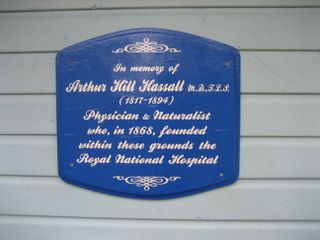 In memory of
Arthur Hill Hassall M.D., F.L.S.
(1817-1894)
Physician & Naturalist
who, in 1868, founded
within these grounds the
Royal National Hospital